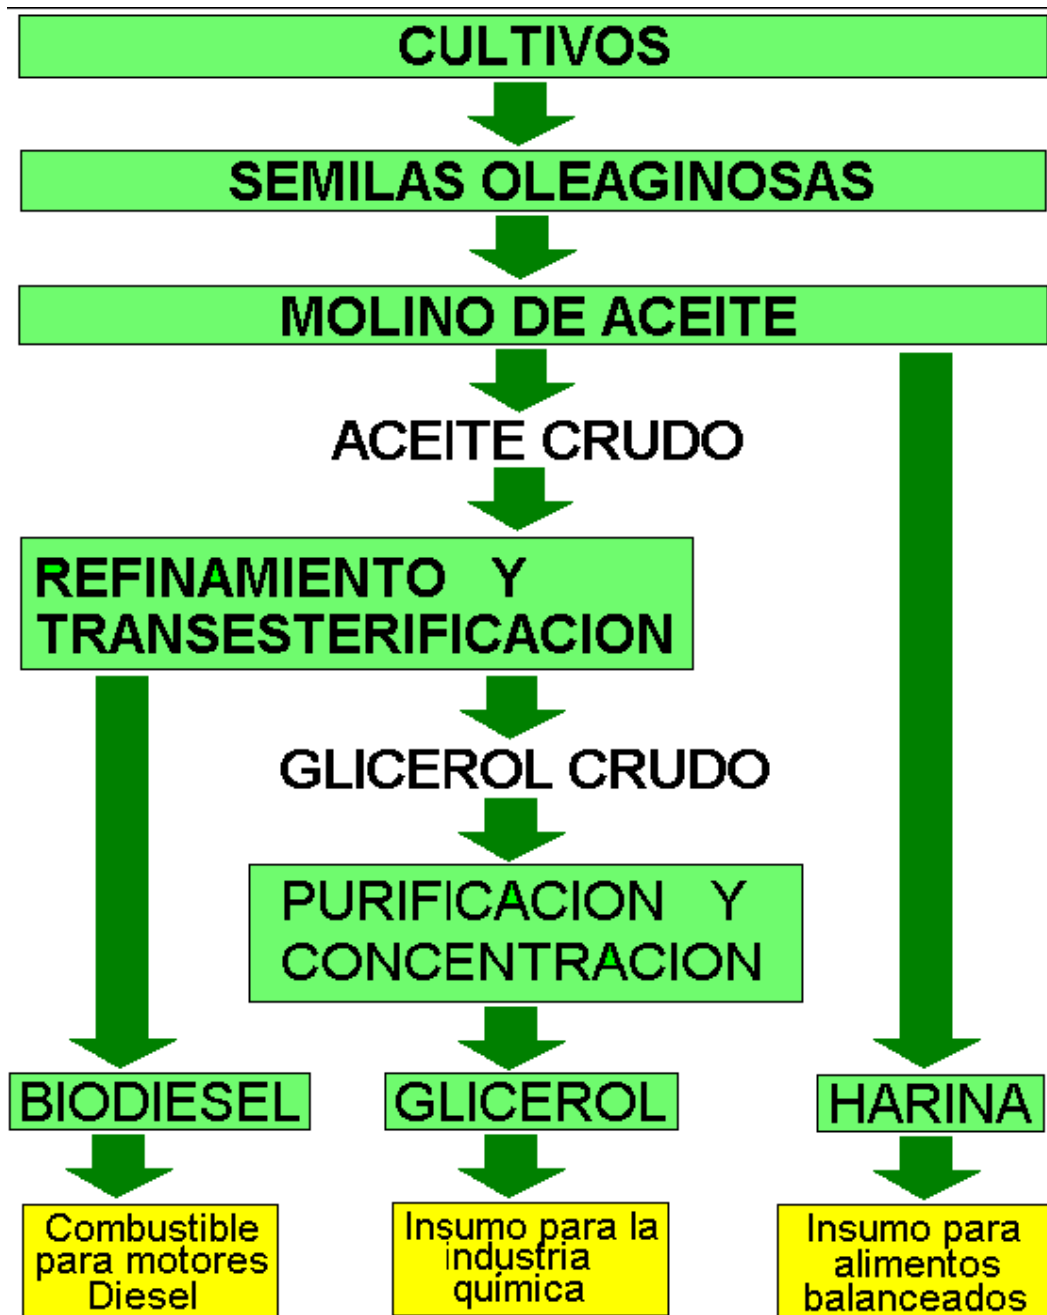 CULTIVOS
SEMILAS OLEAGINOSAS
MOLINO DE ACEITE
ACEITE CRUDO
REFINAMIENTO Y
TRANSESTERIFICACION
GLICEROL CRUDO
PURIFICACION Y
CONCENTRACION
BIODIESEL
GLICEROL
HARINA
Combustible
para motores
Diesel
Insumo para la
industria
química
Insumo para
alimentos
balanceados